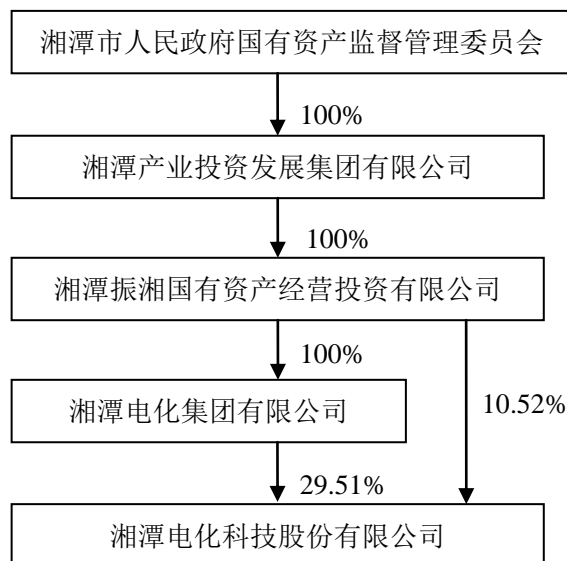 湘潭市人民政府国有资产监督管理委员会
100%
湘潭产业投资发展集团有限公司
100%
湘潭振湘国有资产经营投资有限公司
100%
湘潭电化集团有限公司
10.52%
29.51%
湘潭电化科技股份有限公司